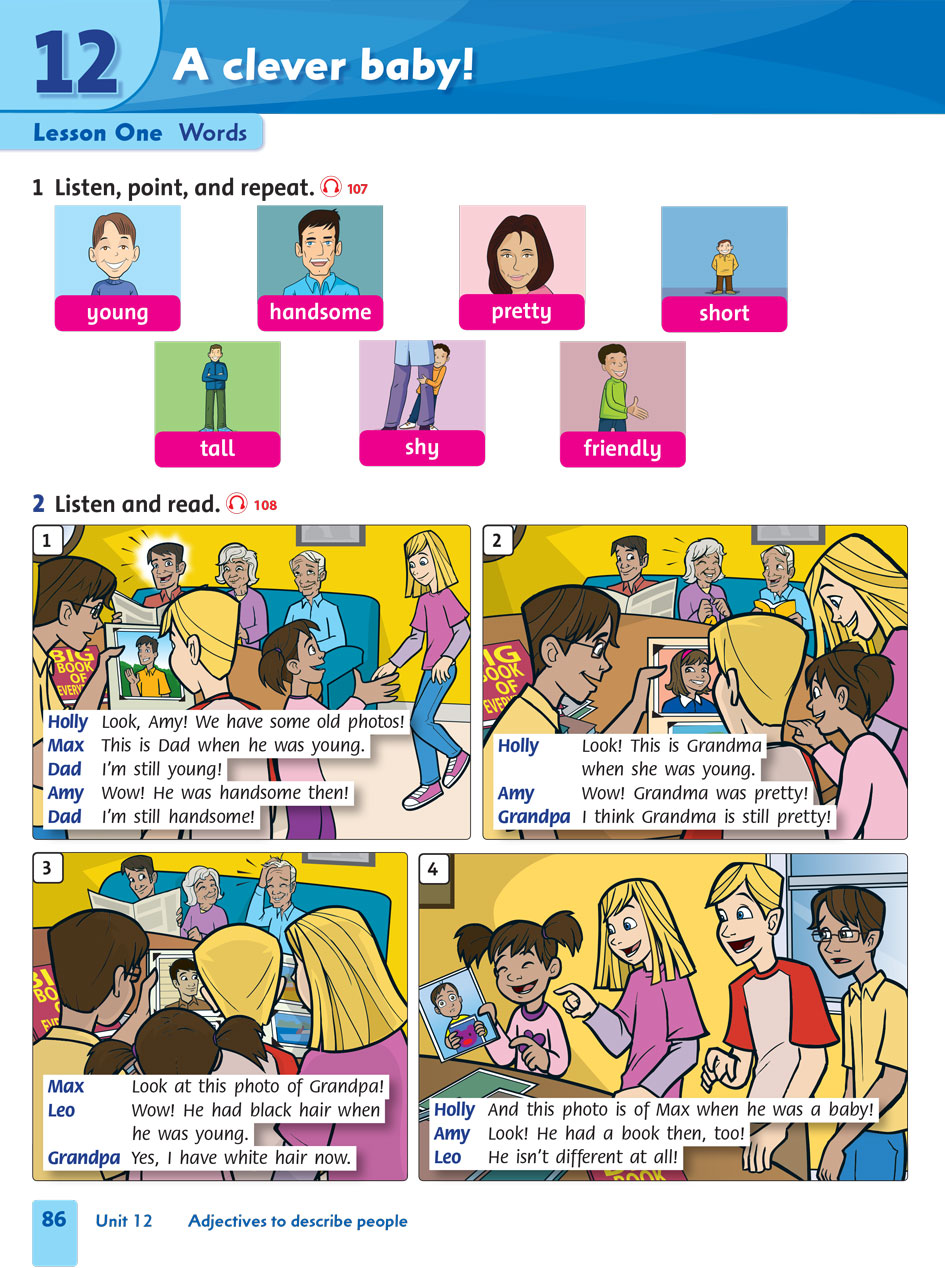 12
A clever baby!
Lesson One Words
1 Listen, point, and repeat. 107
young
handsome
pretty
short
tall
shy
friendly
2 Listen and read. 108
1
BIG
BOOK
OF
Holly Look, Amy! We have some old photos!
Max This is Dad when he was young.
Dad I'm still young!
Amy Wow! He was handsome then!
Dad I'm still handsome!
2
BOOK
OF
Holly Look! This is Grandma
when she was young.
Amy Wow! Grandma was pretty!
Grandpa I think Grandma is still pretty!
3
OF
Max Look at this photo of Grandpa!
Leo Wow! He had black hair when
he was young.
Grandpa Yes, I have white hair now.
4
Holly And this photo is of Max when he was a baby!
Amy Look! He had a book then, too!
Leo He isn't different at all!
BOOK
86 Unit 12 Adjectives to describe people